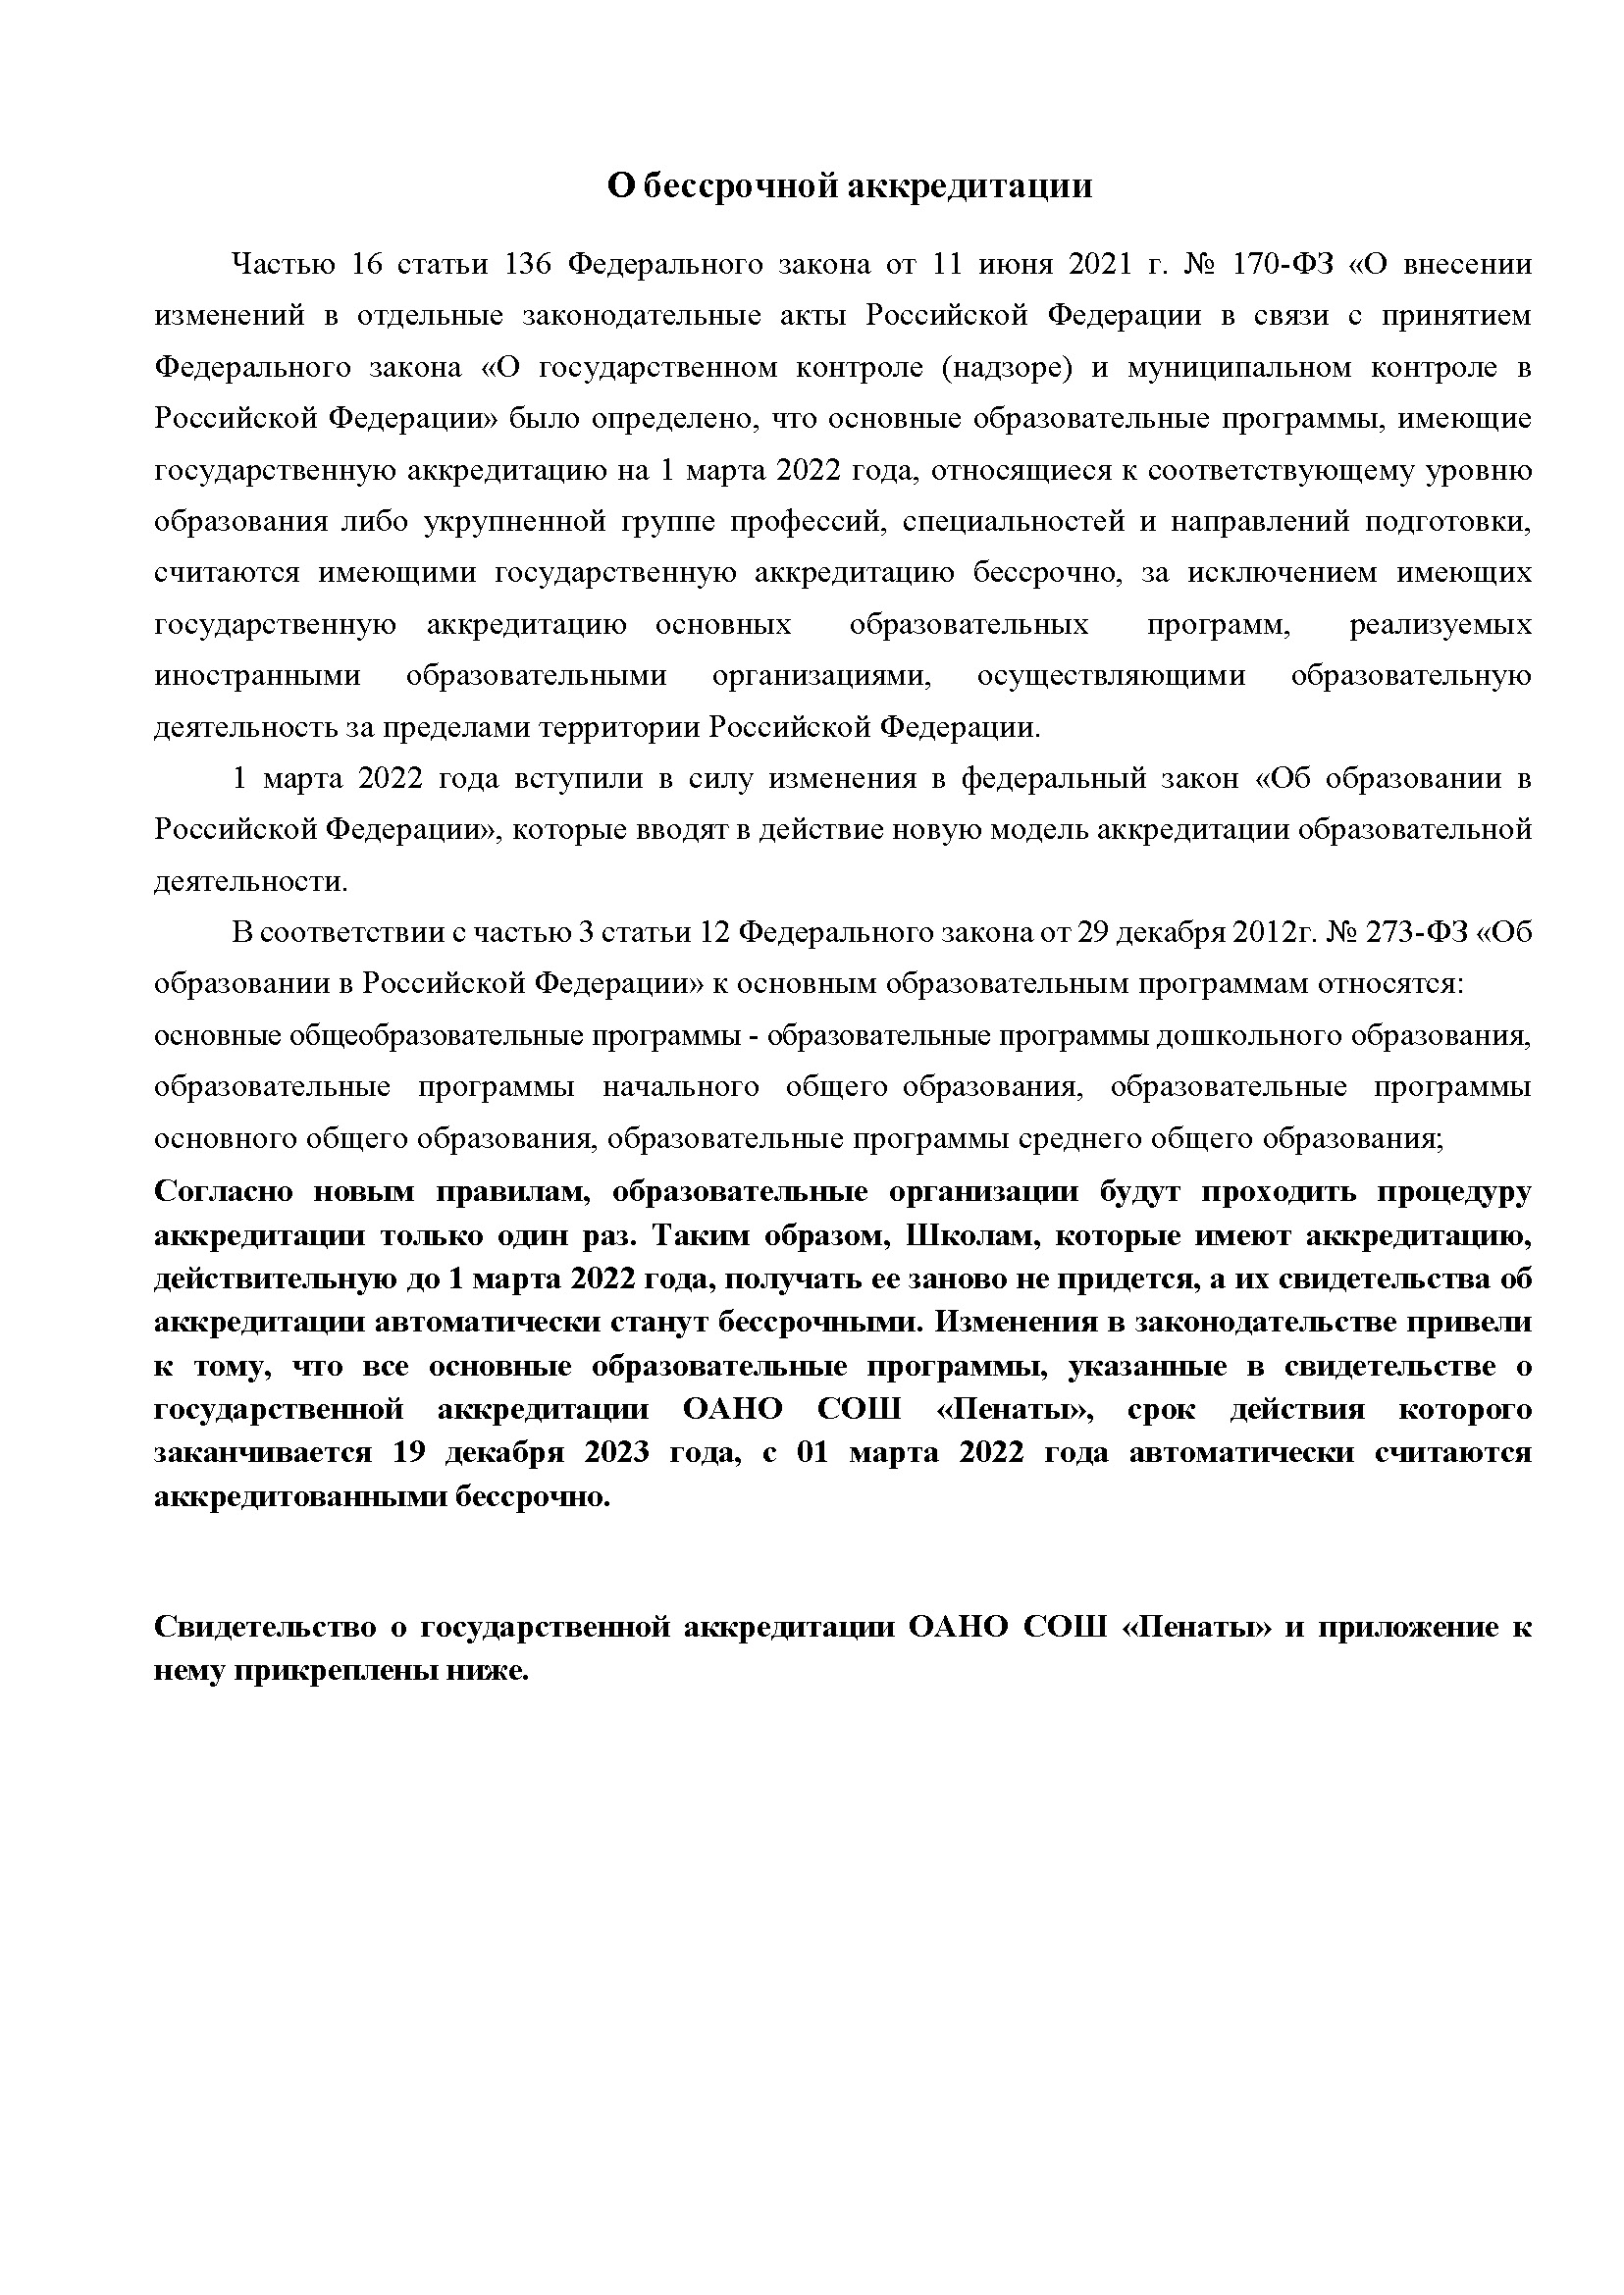 О бессрочной аккредитации
Частью 16 статьи 136 Федерального закона от 11 июня 2021 г. № 170-ФЗ «О внесении
изменений в отдельные законодательные акты Российской Федерации в связи с принятием
Федерального закона «О государственном контроле (надзоре) и муниципальном контроле в
Российской Федерации» было определено, что основные образовательные программы, имеющие
государственную аккредитацию на 1 марта 2022 года, относящиеся к соответствующему уровню
образования либо укрупненной группе профессий, специальностей и направлений подготовки,
считаются имеющими государственную аккредитацию бессрочно, за исключением имеющих
государственную аккредитацию основных образовательных программ, реализуемых
иностранными образовательными организациями, осуществляющими образовательную
деятельность за пределами территории Российской Федерации.
1 марта 2022 года вступили в силу изменения в федеральный закон «Об образовании в
Российской Федерации», которые вводят в действие новую модель аккредитации образовательной
деятельности.
В соответствии с частью 3 статьи 12 Федерального закона от 29 декабря 2012г. № 273-ФЗ «Об
образовании в Российской Федерации» к основным образовательным программам относятся:
основные общеобразовательные программы - образовательные программы дошкольного образования,
образовательные программы начального общего образования, образовательные программы
основного общего образования, образовательные программы среднего общего образования;
Согласно новым правилам, образовательные организации будут проходить процедуру
аккредитации только один раз. Таким образом, Школам, которые имеют аккредитацию,
действительную до 1 марта 2022 года, получать ее заново не придется, а их свидетельства об
аккредитации автоматически станут бессрочными. Изменения в законодательстве привели
к тому, что все основные образовательные программы, указанные в свидетельстве о
государственной аккредитации ОАНО СОШ «Пенаты», срок действия которого
заканчивается 19 декабря 2023 года, с 01 марта 2022 года автоматически считаются
аккредитованными бессрочно.
Свидетельство о государственной аккредитации ОАНО СОШ «Пенаты» и приложение к
нему прикреплены ниже.